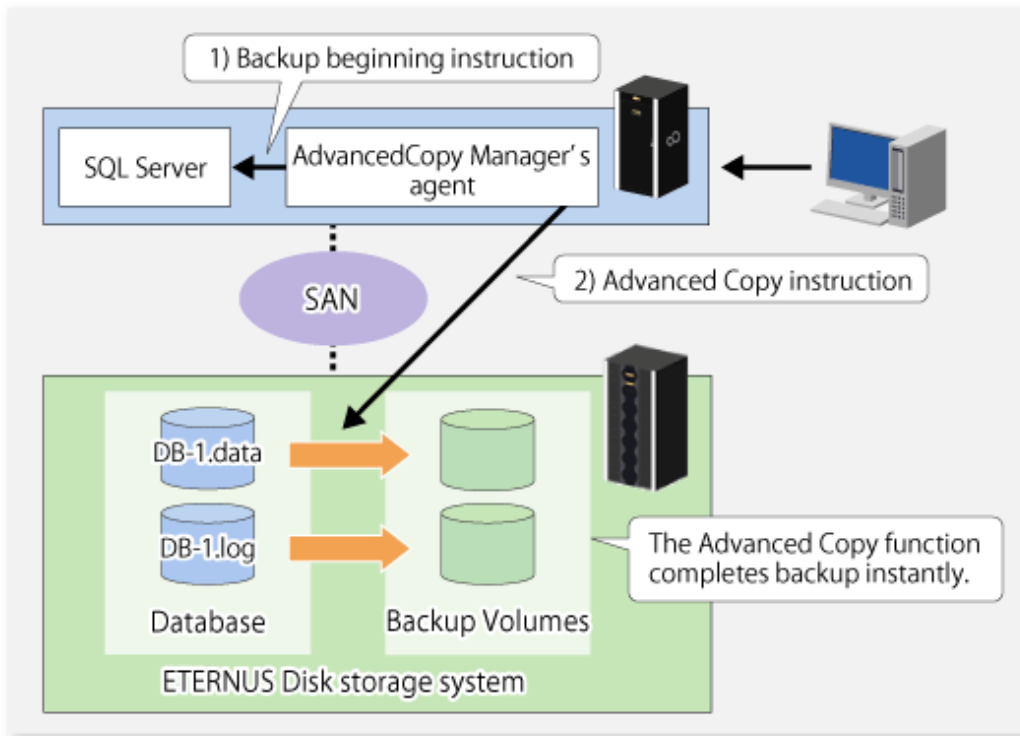 1) Backup beginning instruction
SQL Server
AdvancedCopy Manager's
agent
2) Advanced Copy instruction
SAN
DB-1.data
DB-1.log
The Advanced Copy function
completes backup instantly.
Database
Backup Volumes
ETERNUS Disk storage system